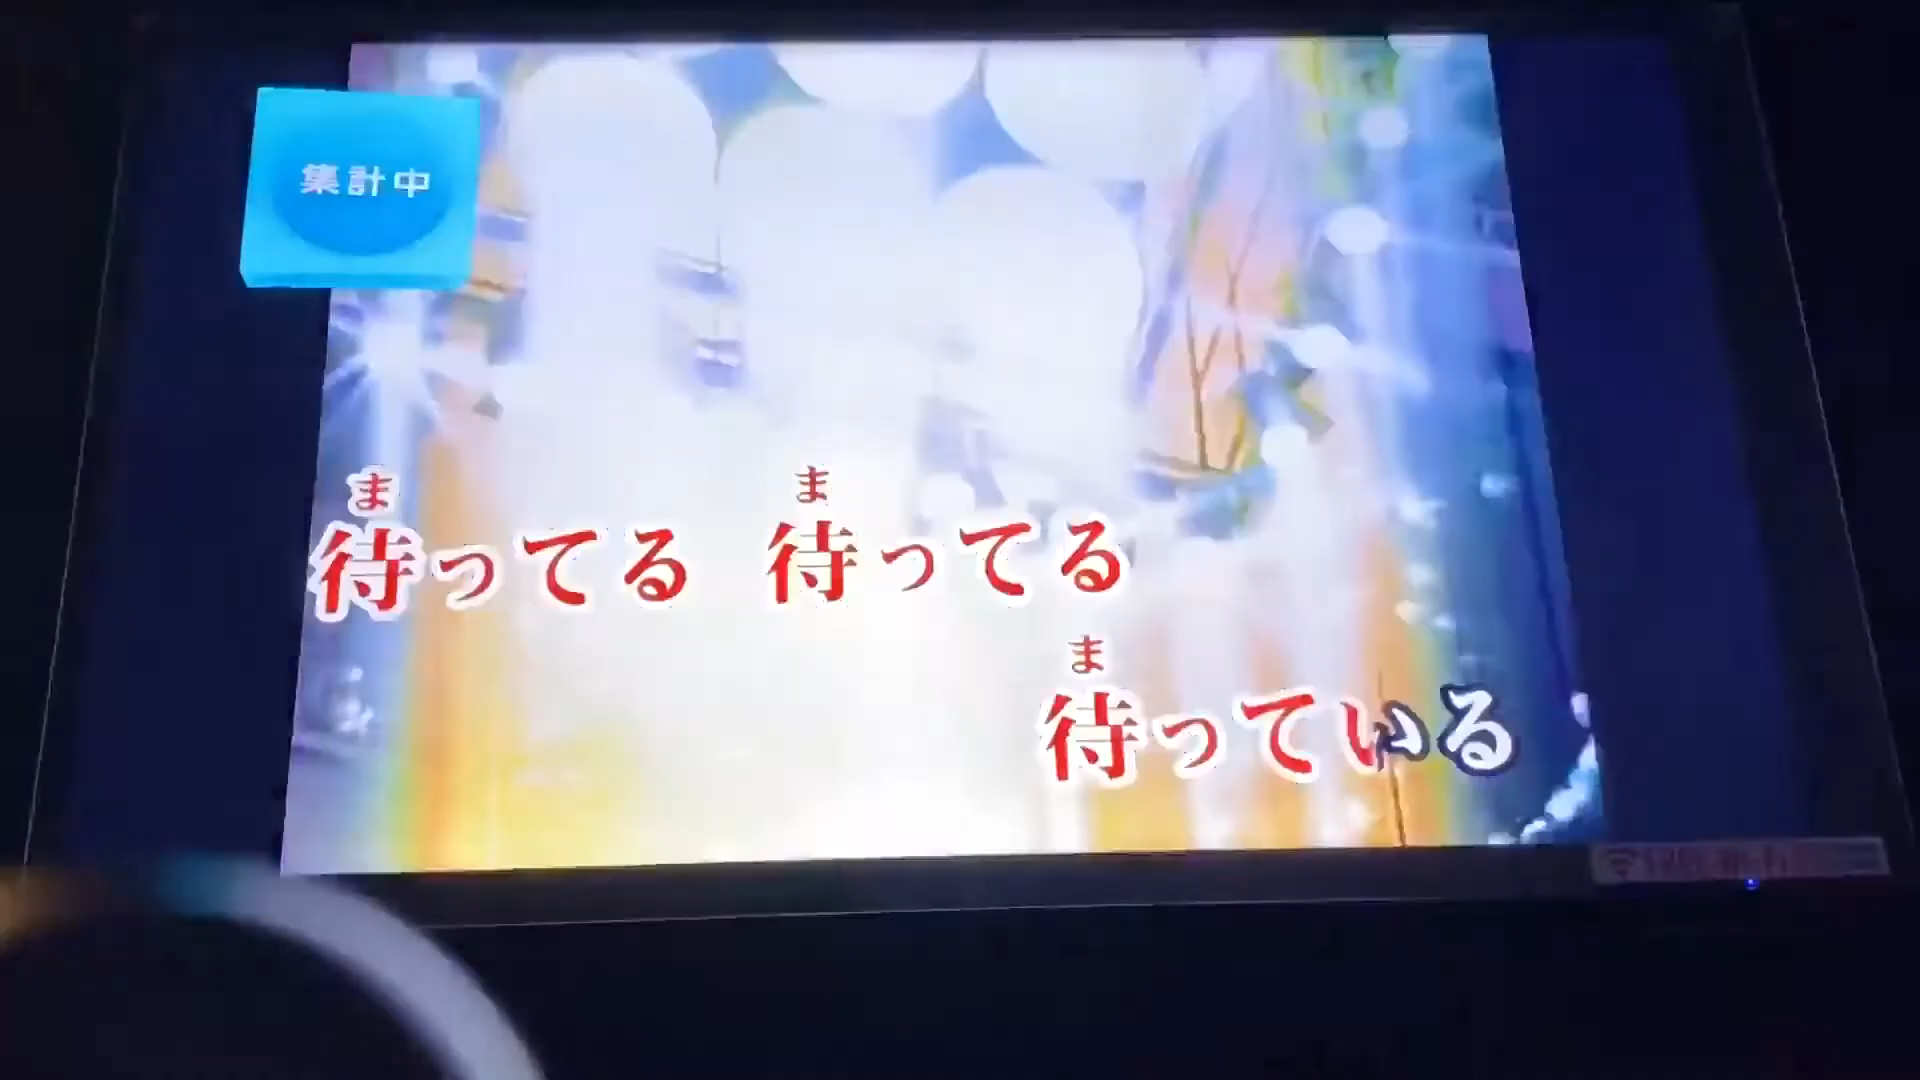 集計中
ま ま
待ってる 待ってる
ま
待っている